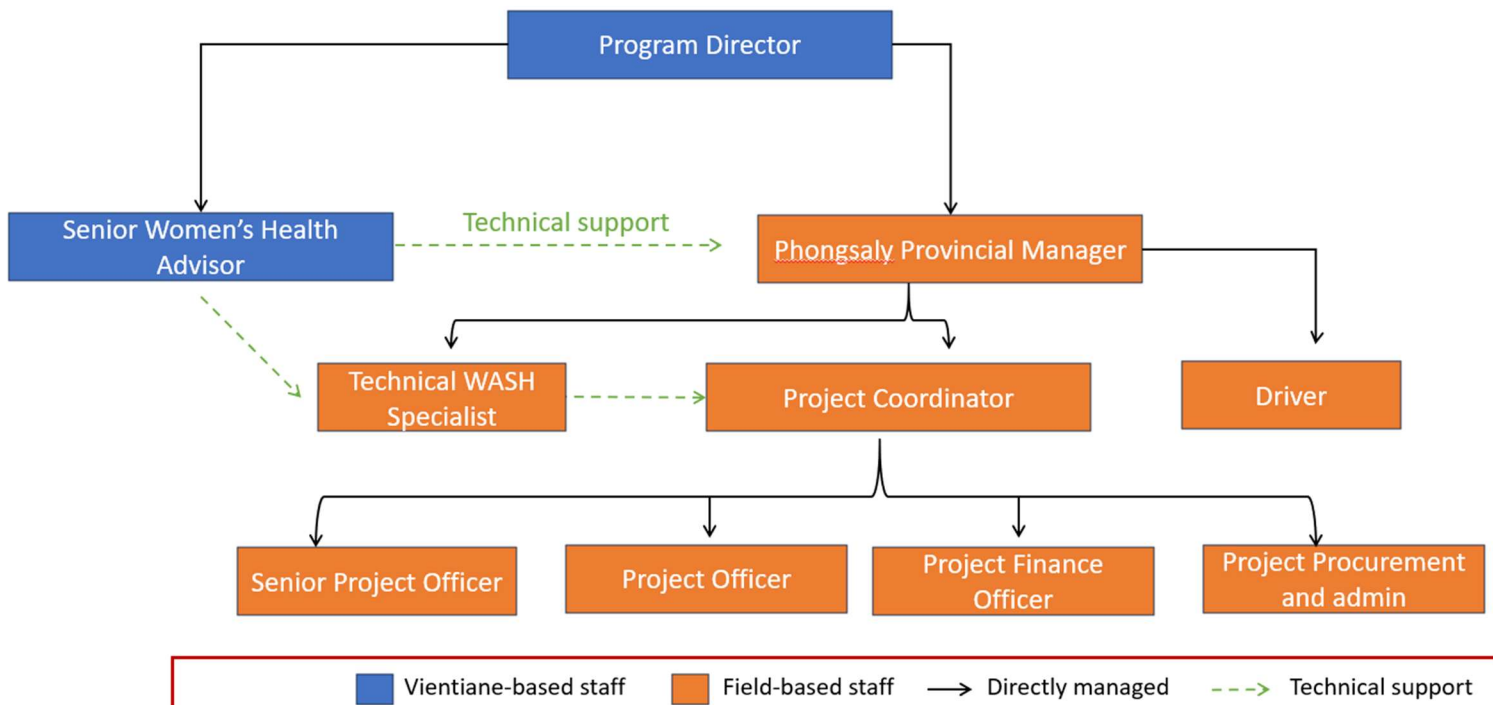 Program Director
Senior Women’s Health
Advisor
Technical support
Phongsaly Provincial Manager
Technical WASH
Specialist
Project Coordinator
Driver
Senior Project Officer
Project Officer
Project Finance
Officer
Project Procurement
and admin
Vientiane-based staff
Field-based staff
Directly managed
Technical support